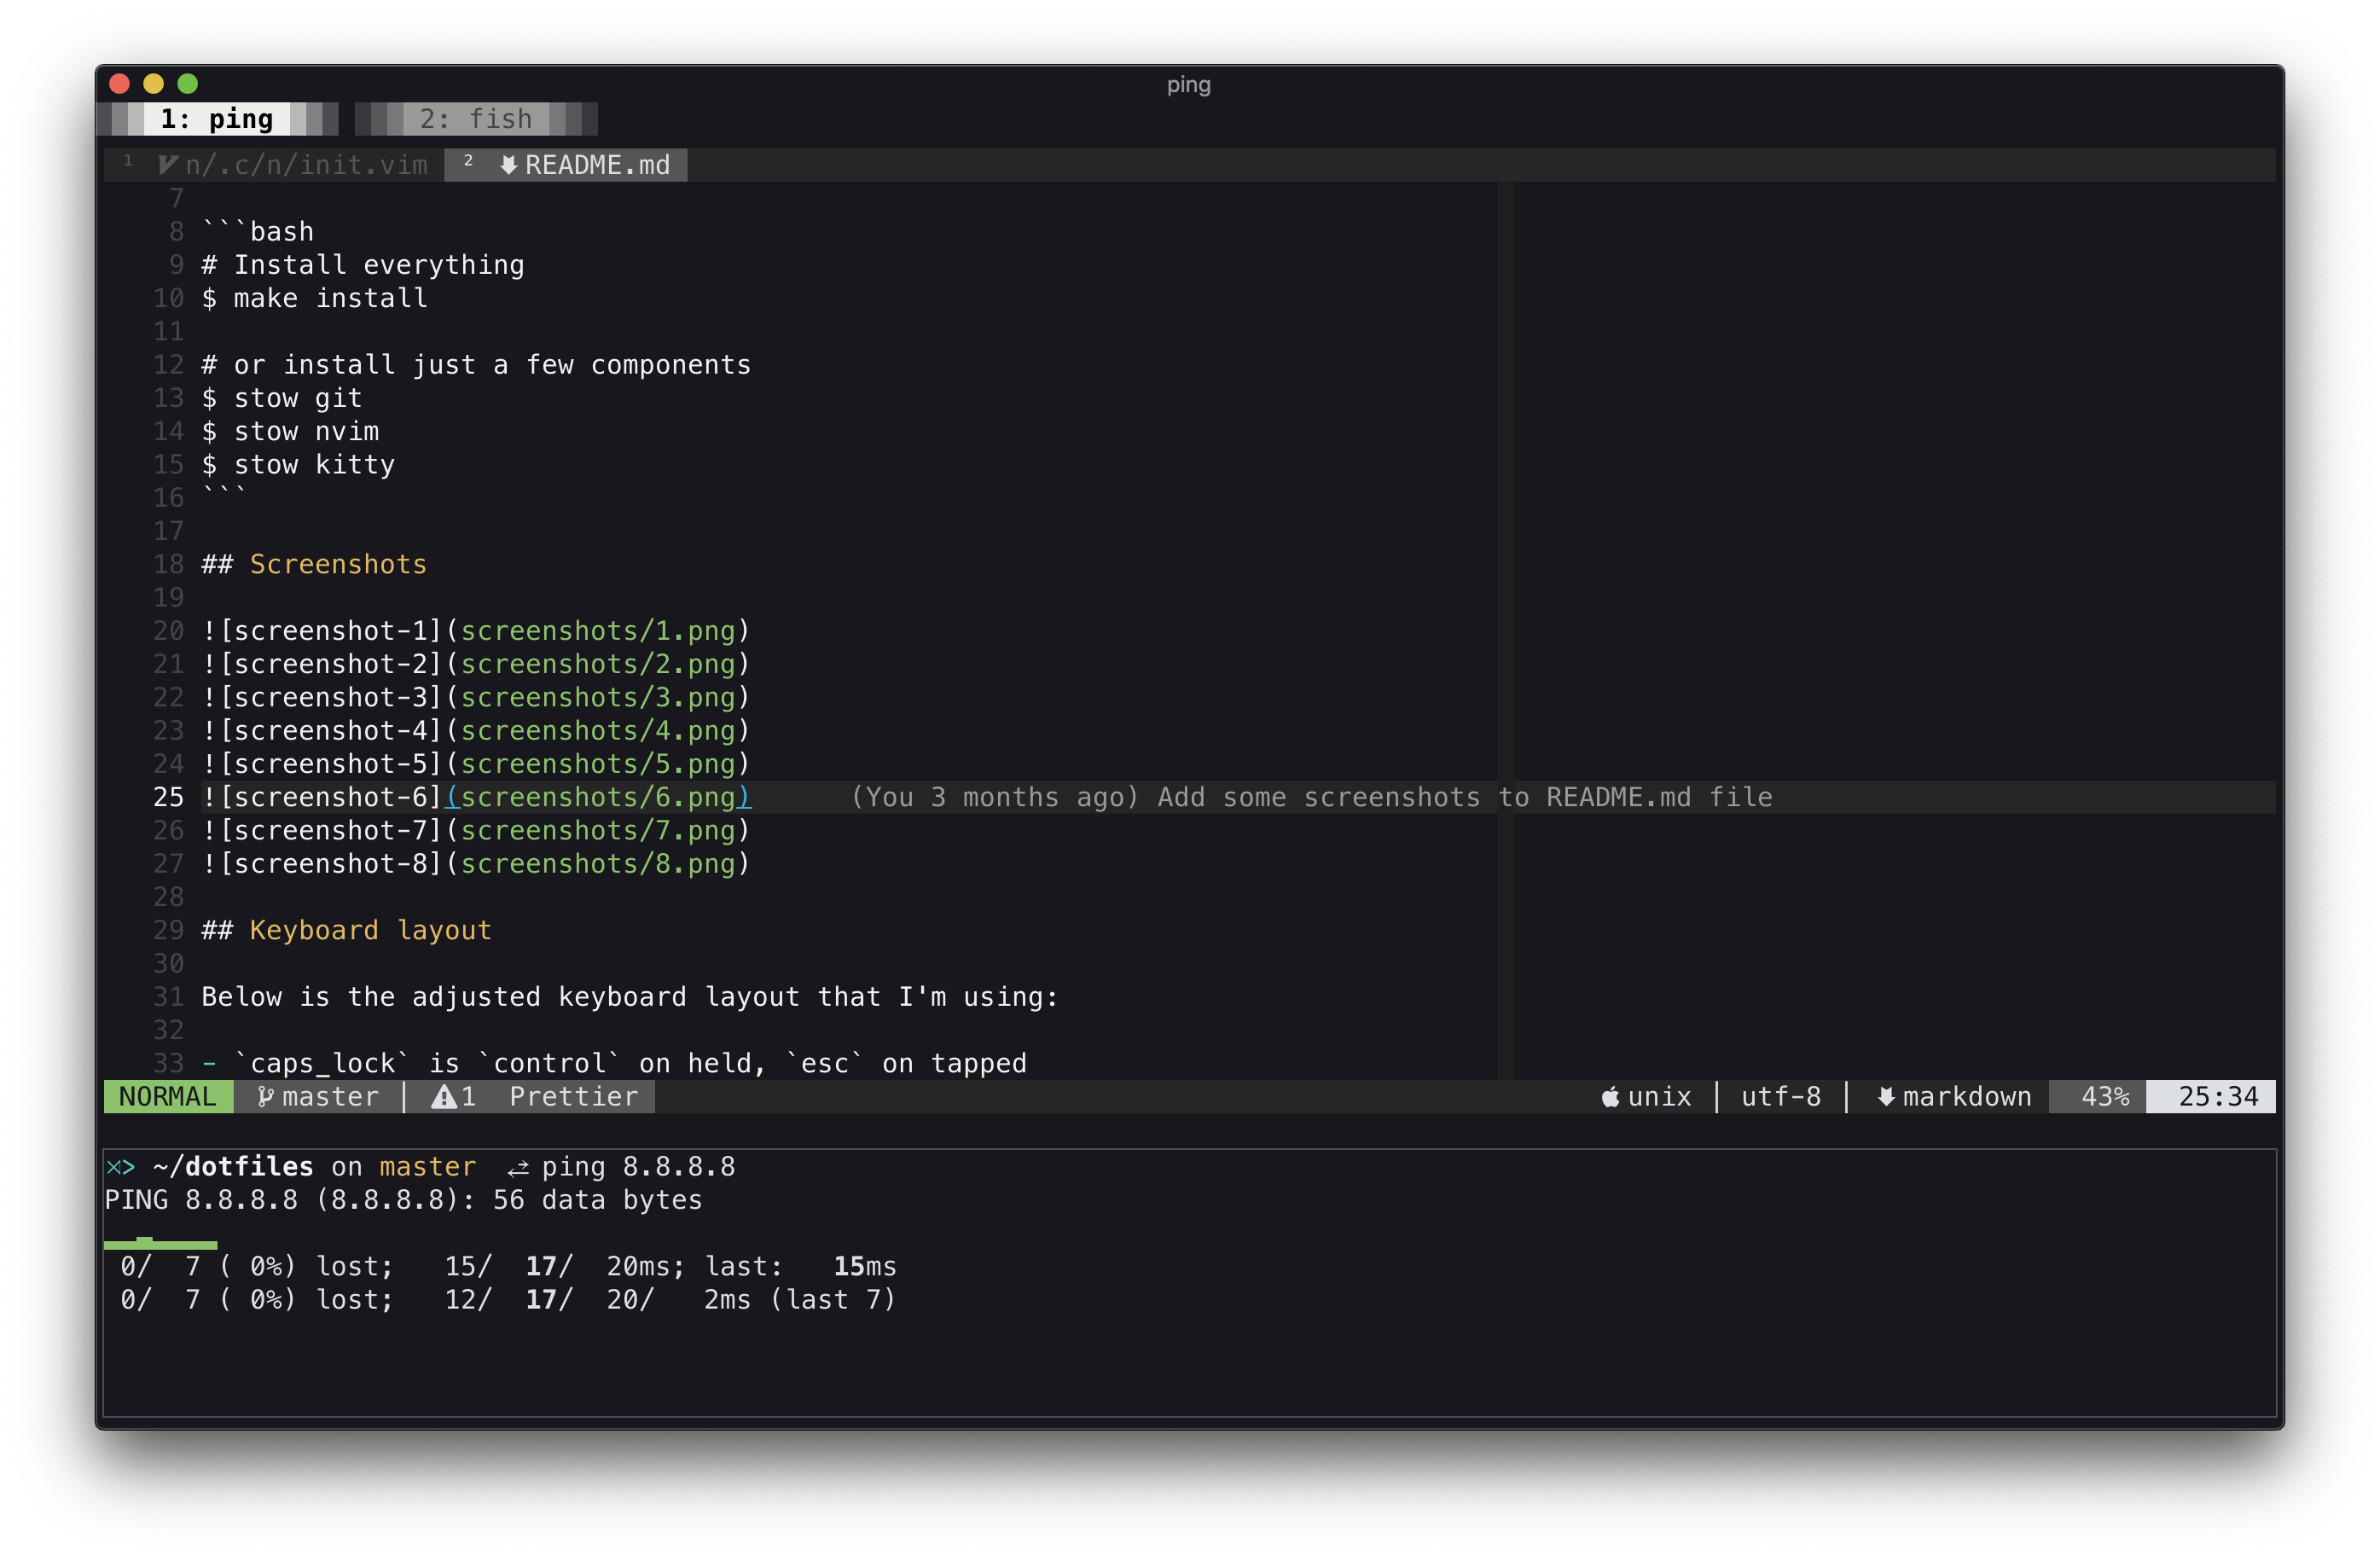 ping
1: ping 2: fish
1 n/.c/n/init.vim 2 README.md
7
8 ```bash
9 # Install everything
10 $ make install
11
12 # or install just a few components
13 $ stow git
14 $ stow nvim
15 $ stow kitty
16 ```
17
18 ## Screenshots
19
20 ![screenshot-1](screenshots/1.png)
21 ![screenshot-2](screenshots/2.png)
22 ![screenshot-3](screenshots/3.png)
23 ![screenshot-4](screenshots/4.png)
24 ![screenshot-5](screenshots/5.png)
25 ![screenshot-6](screenshots/6.png) (You 3 months ago) Add some screenshots to README.md file
26 ![screenshot-7](screenshots/7.png)
27 ![screenshot-8](screenshots/8.png)
28
29 ## Keyboard layout
30
31 Below is the adjusted keyboard layout that I'm using:
32
33 - `caps_lock` is `control` on held, `esc` on tapped
NORMAL master | 1 Prettier unix | utf-8 | markdown 43% 25:34
⤫> ~/dotfiles on master ⥄ ping 8.8.8.8
PING 8.8.8.8 (8.8.8.8): 56 data bytes
0/ 7 ( 0%) lost; 15/ 17/ 20ms; last: 15ms
0/ 7 ( 0%) lost; 12/ 17/ 20/ 2ms (last 7)